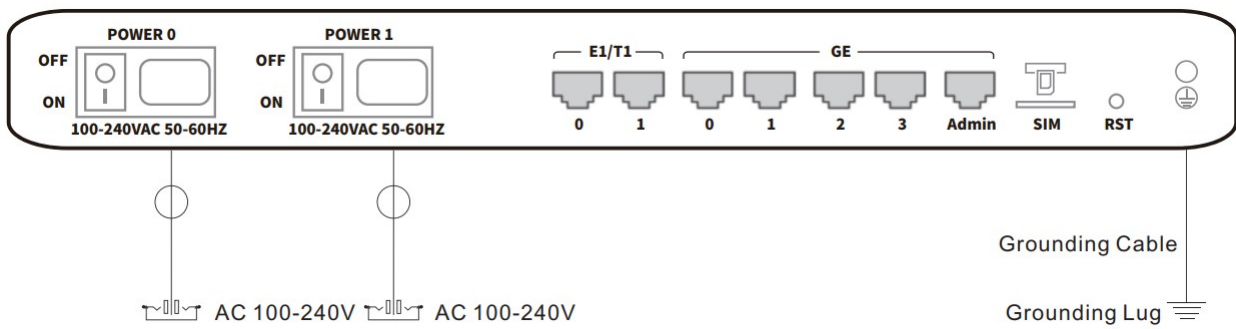 POWER 0
OFF
ON
100-240VAC 50-60HZ
POWER 1
OFF
ON
100-240VAC 50-60HZ
E1/T1
0 1
GE
0 1 2 3 Admin
SIM
RST
Grounding Cable
AC 100-240V
AC 100-240V
Grounding Lug